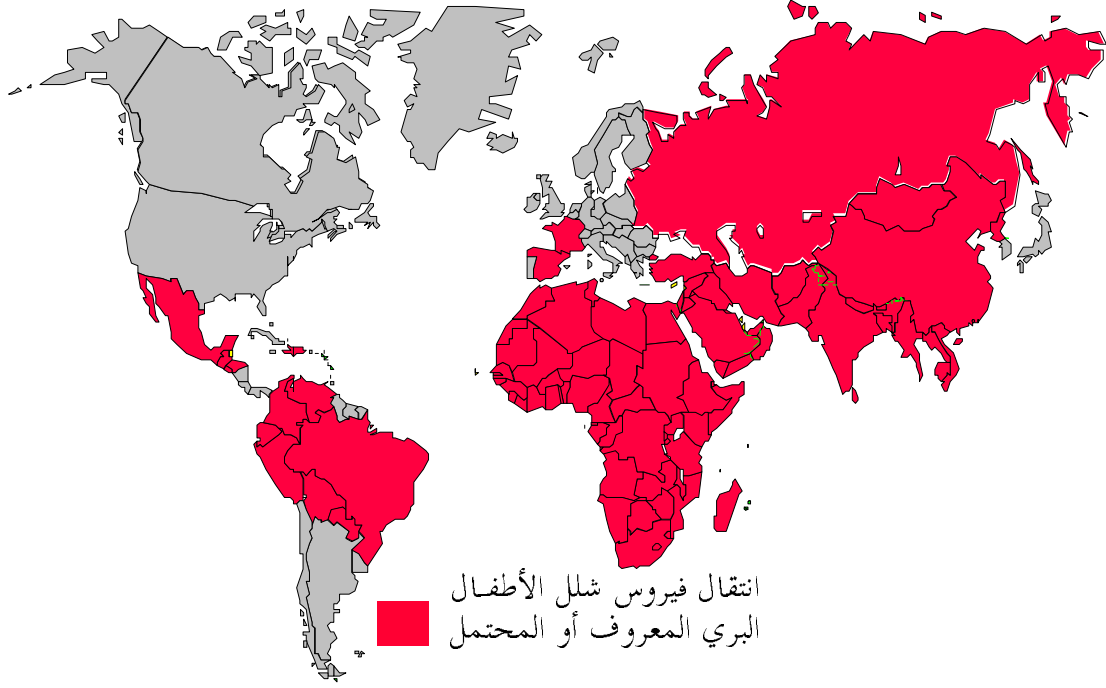 انتقال فيروس شلل الأطفال
البري المعروف أو المحتمل